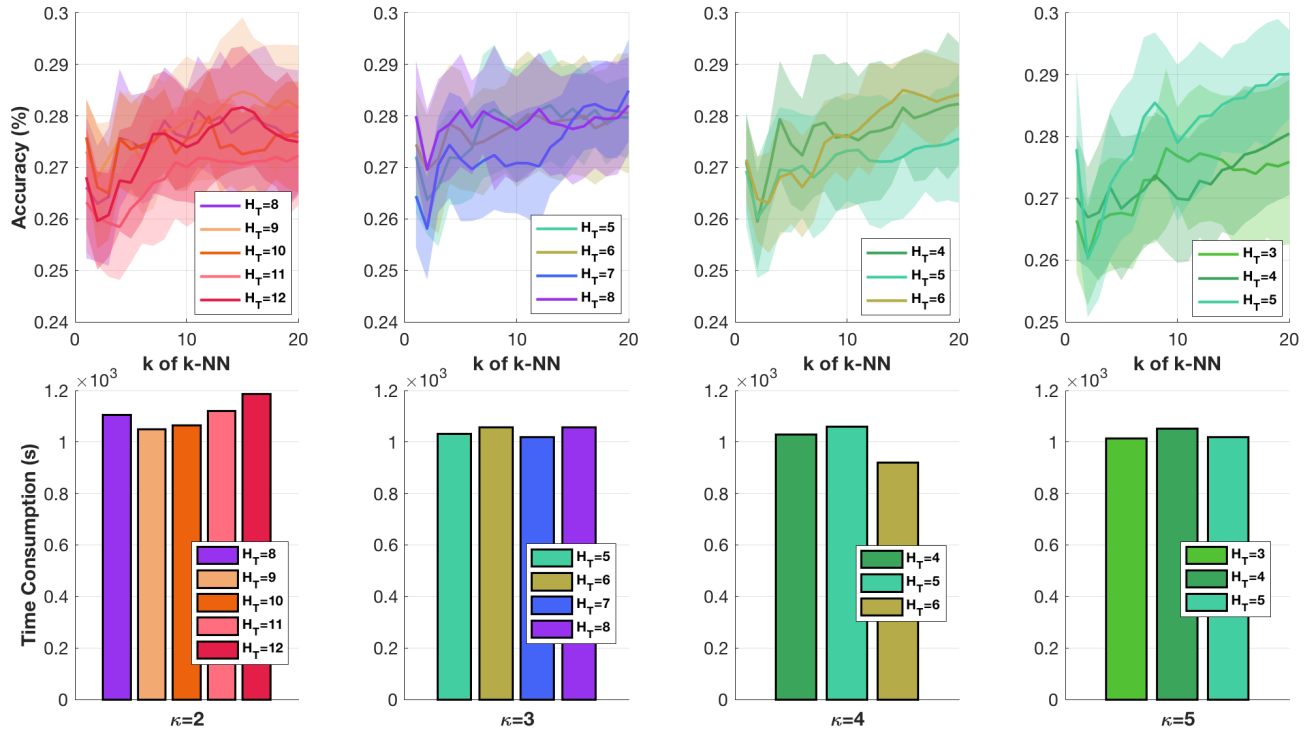 Accuracy (%)
0.3
0.29
0.28
0.27
0.26
0.25
0.24
0
10
20
k of k-NN
H_T=8
H_T=9
H_T=10
H_T=11
H_T=12
0.3
0.29
0.28
0.27
0.26
0.25
0.24
0
10
20
k of k-NN
H_T=5
H_T=6
H_T=7
H_T=8
0.3
0.29
0.28
0.27
0.26
0.25
0.24
0
10
20
k of k-NN
H_T=4
H_T=5
H_T=6
0.3
0.29
0.28
0.27
0.26
0.25
0
10
20
k of k-NN
H_T=3
H_T=4
H_T=5
Time Consumption (s)
×10³
1.2
1
0.8
0.6
0.4
0.2
0
H_T=8
H_T=9
H_T=10
H_T=11
H_T=12
κ=2
×10³
1.2
1
0.8
0.6
0.4
0.2
0
H_T=5
H_T=6
H_T=7
H_T=8
κ=3
×10³
1.2
1
0.8
0.6
0.4
0.2
0
H_T=4
H_T=5
H_T=6
κ=4
×10³
1.2
1
0.8
0.6
0.4
0.2
0
H_T=3
H_T=4
H_T=5
κ=5